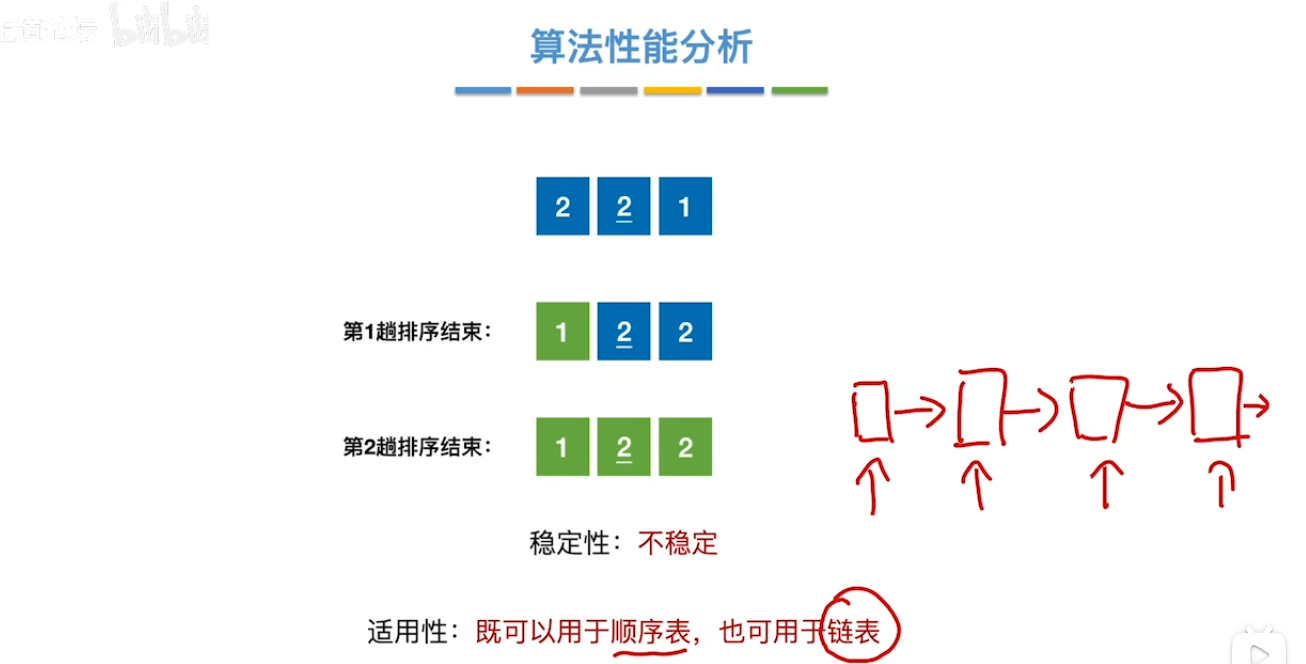 王道论坛 bilibili
算法性能分析
2 2 1
第1趟排序结束： 1 2 2
第2趟排序结束： 1 2 2
稳定性：不稳定
适用性：既可以用于顺序表，也可用于链表